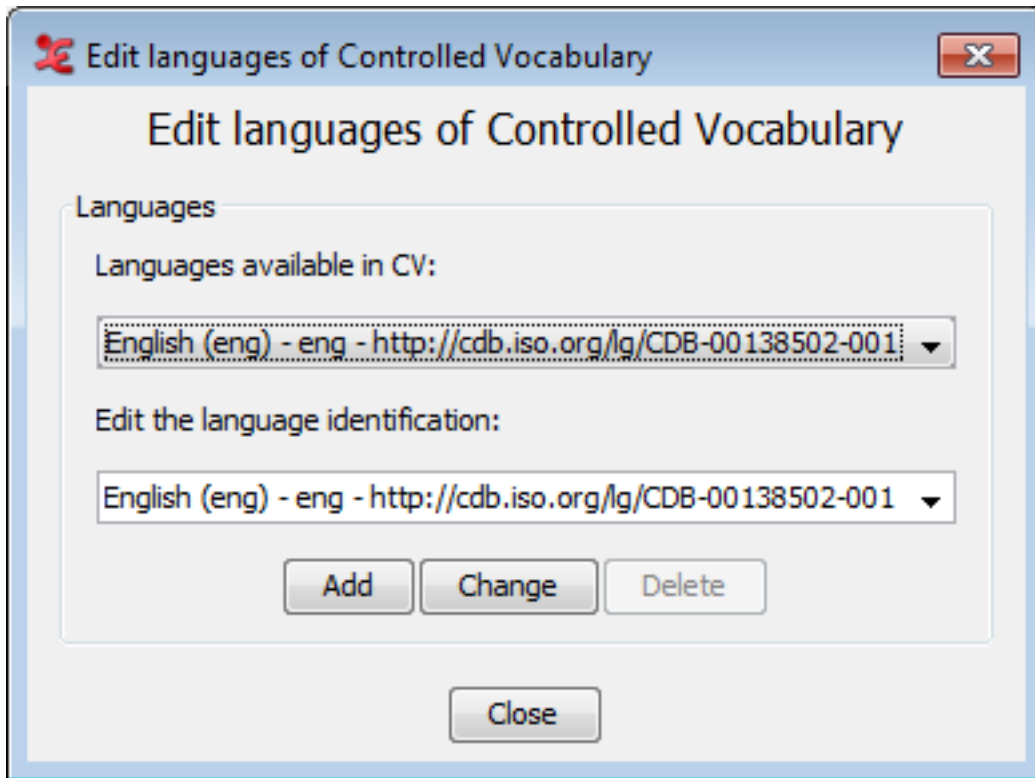 Edit languages of Controlled Vocabulary
Edit languages of Controlled Vocabulary
Languages
Languages available in CV:
English (eng) - eng - http://cdb.iso.org/lg/CDB-00138502-001
Edit the language identification:
English (eng) - eng - http://cdb.iso.org/lg/CDB-00138502-001
Add Change Delete
Close